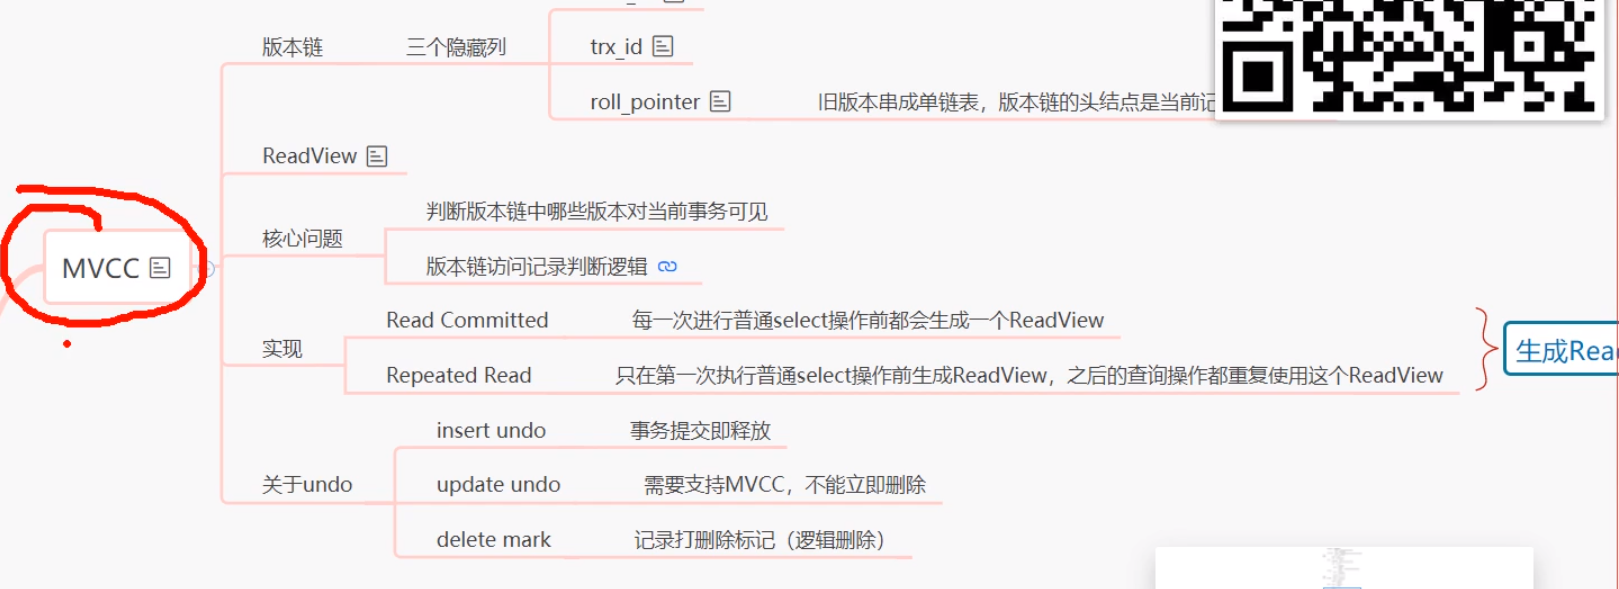 版本链
三个隐藏列
trx_id
roll_pointer
旧版本串成单链表，版本链的头结点是当前记
ReadView
MVCC
核心问题
判断版本链中哪些版本对当前事务可见
版本链访问记录判断逻辑
实现
Read Committed
每一次进行普通select操作前都会生成一个ReadView
Repeated Read
只在第一次执行普通select操作前生成ReadView，之后的查询操作都重复使用这个ReadView
生成Rea
关于undo
insert undo
事务提交即释放
update undo
需要支持MVCC，不能立即删除
delete mark
记录打删除标记（逻辑删除）